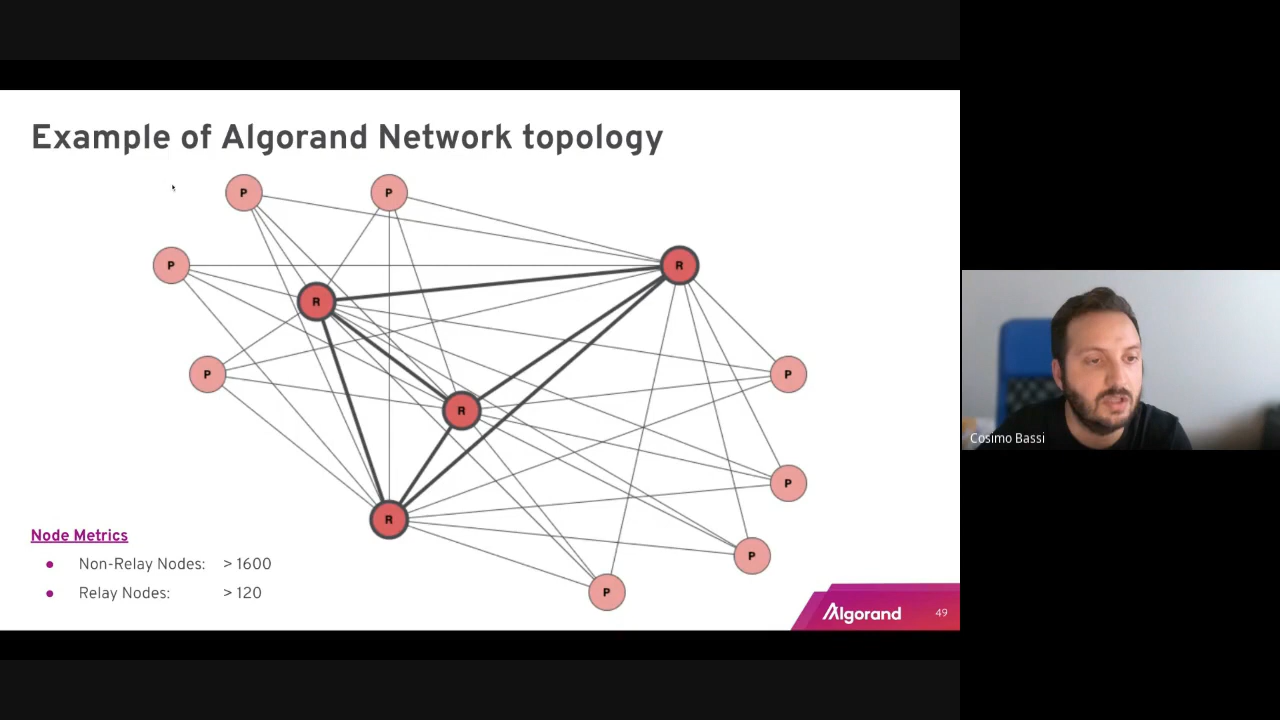 Example of Algorand Network topology
P
P
P
R
R
P
P
R
P
R
P
P
Node Metrics
● Non-Relay Nodes: > 1600
● Relay Nodes: > 120
Algorand
49
Cosimo Bassi